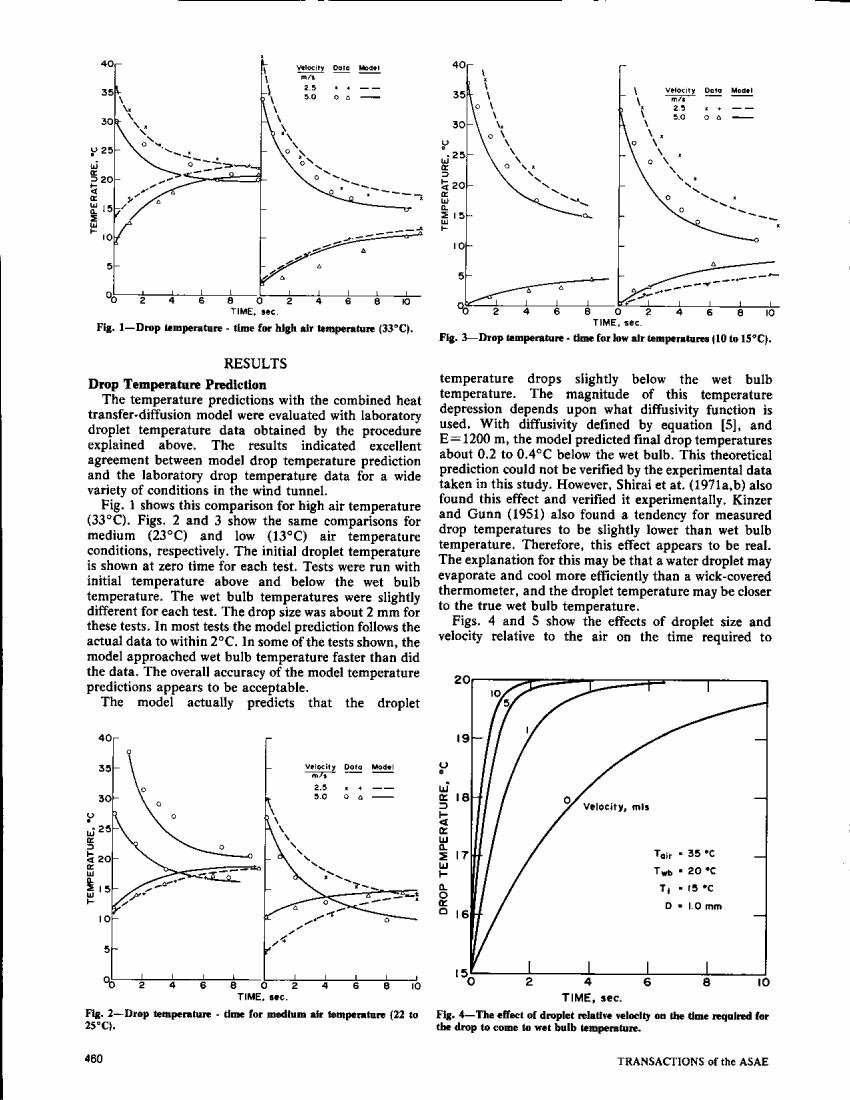 40
35
30
25
20
15
10
5
0
TEMPERATURE, °C
Velocity Data Model
m/s
2.5 x + — —
5.0 o △ —
0 2 4 6 8 0 2 4 6 8 10
TIME, sec.
Fig. 1—Drop temperature - time for high air temperature (33°C).
RESULTS
Drop Temperature Prediction
The temperature predictions with the combined heat
transfer-diffusion model were evaluated with laboratory
droplet temperature data obtained by the procedure
explained above. The results indicated excellent
agreement between model drop temperature prediction
and the laboratory drop temperature data for a wide
variety of conditions in the wind tunnel.
Fig. 1 shows this comparison for high air temperature
(33°C). Figs. 2 and 3 show the same comparisons for
medium (23°C) and low (13°C) air temperature
conditions, respectively. The initial droplet temperature
is shown at zero time for each test. Tests were run with
initial temperature above and below the wet bulb
temperature. The wet bulb temperatures were slightly
different for each test. The drop size was about 2 mm for
these tests. In most tests the model prediction follows the
actual data to within 2°C. In some of the tests shown, the
model approached wet bulb temperature faster than did
the data. The overall accuracy of the model temperature
predictions appears to be acceptable.
The model actually predicts that the droplet
40
35
30
25
20
15
10
5
0
TEMPERATURE, °C
Velocity Data Model
m/s
2.5 x + — —
5.0 o △ —
0 2 4 6 8 0 2 4 6 8 10
TIME, sec.
Fig. 2—Drop temperature - time for medium air temperature (22 to
25°C).
40
35
30
25
20
15
10
5
0
TEMPERATURE, °C
Velocity Data Model
m/s
2.5 x + — —
5.0 o △ —
0 2 4 6 8 0 2 4 6 8 10
TIME, sec.
Fig. 3—Drop temperature - time for low air temperatures (10 to 15°C).
temperature drops slightly below the wet bulb
temperature. The magnitude of this temperature
depression depends upon what diffusivity function is
used. With diffusivity defined by equation [5], and
E=1200 m, the model predicted final drop temperatures
about 0.2 to 0.4°C below the wet bulb. This theoretical
prediction could not be verified by the experimental data
taken in this study. However, Shirai et at. (1971a,b) also
found this effect and verified it experimentally. Kinzer
and Gunn (1951) also found a tendency for measured
drop temperatures to be slightly lower than wet bulb
temperature. Therefore, this effect appears to be real.
The explanation for this may be that a water droplet may
evaporate and cool more efficiently than a wick-covered
thermometer, and the droplet temperature may be closer
to the true wet bulb temperature.
Figs. 4 and 5 show the effects of droplet size and
velocity relative to the air on the time required to
20
19
18
17
16
15
DROP TEMPERATURE, °C
10
5
1
0
Velocity, mls
Tair = 35 °C
Twb = 20 °C
Ti = 15 °C
D = 1.0 mm
0 2 4 6 8 10
TIME, sec.
Fig. 4—The effect of droplet relative velocity on the time required for
the drop to come to wet bulb temperature.
460
TRANSACTIONS of the ASAE